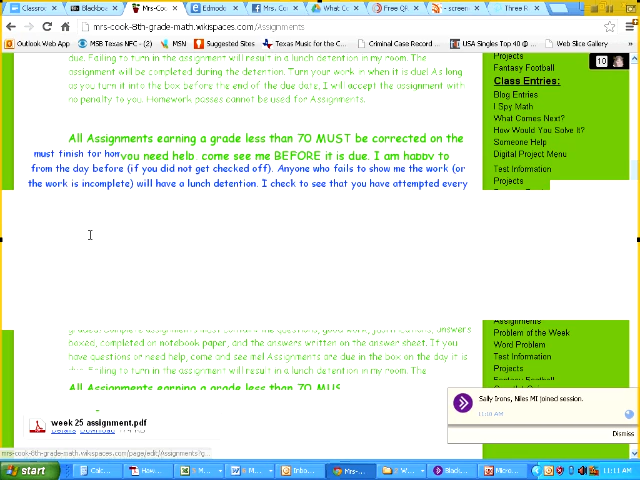 Classroo
Blackboa
Mrs-Coo
Edmodo
Mrs. Co
What Co
Free QR
- screen
Three R
mrs-cook-8th-grade-math.wikispaces.com/Assignments
Outlook Web App
MSB Texas NFC - (2)
MSN
Suggested Sites
Texas Music for the C...
Criminal Case Record...
USA Singles Top 40 @...
Web Slice Gallery
due. Failing to turn in the assignment will result in a lunch detention in my room. The
assignment will be completed during the detention. Turn your work in when it is due! As long
as you turn it into the box before the end of the due date, I will accept the assignment with
no penalty to you. Homework passes cannot be used for Assignments.
All Assignments earning a grade less than 70 MUST be corrected on the
must finish for hom
you need help, come see me BEFORE it is due. I am happy to
from the day before (if you did not get checked off). Anyone who fails to show me the work (or
the work is incomplete) will have a lunch detention. I check to see that you have attempted every
boxed, completed on notebook paper, and the answers written on the answer sheet. If you
have questions or need help, come and see me! Assignments are due in the box on the day it is
due. Failing to turn in the assignment will result in a lunch detention in my room. The
All Assignments earning a grade less than 70 MUS
week 25 assignment.pdf
Details Download
mrs-cook-8th-grade-math.wikispaces.com/page/edit/Assignments?g...
Projects
Fantasy Football
10
Class Entries:
Blog Entries
I Spy Math
What Comes Next?
How Would You Solve It?
Someone Help
Digital Project Menu
Test Information
Projects
Assignments
Problem of the Week
Word Problem
Test Information
Projects
Fantasy Football
Sally Irons, Niles MI joined session.
11:10 AM
Dismiss
start
Calc...
Haw...
M...
M...
Inbo...
Mrs-...
W...
Black...
Micro...
11:11 AM